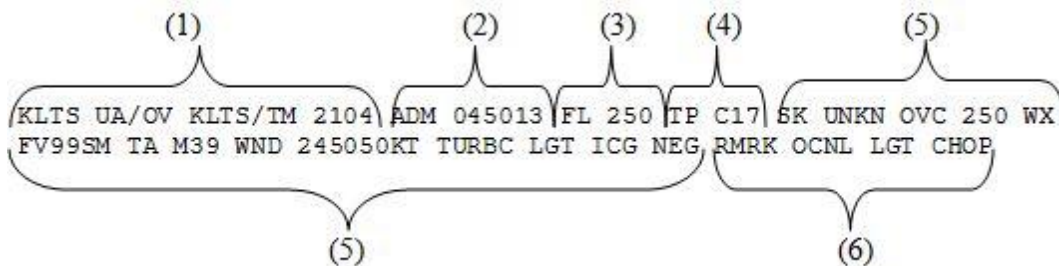 (1) (2) (3) (4) (5)
KLTS UA/OV KLTS/TM 2104 ADM 045013 FL 250 TP C17 SK UNKN OVC 250 WX
FV99SM TA M39 WND 245050KT TURBC LGT ICG NEG RMRK OCNL LGT CHOP
(5) (6)